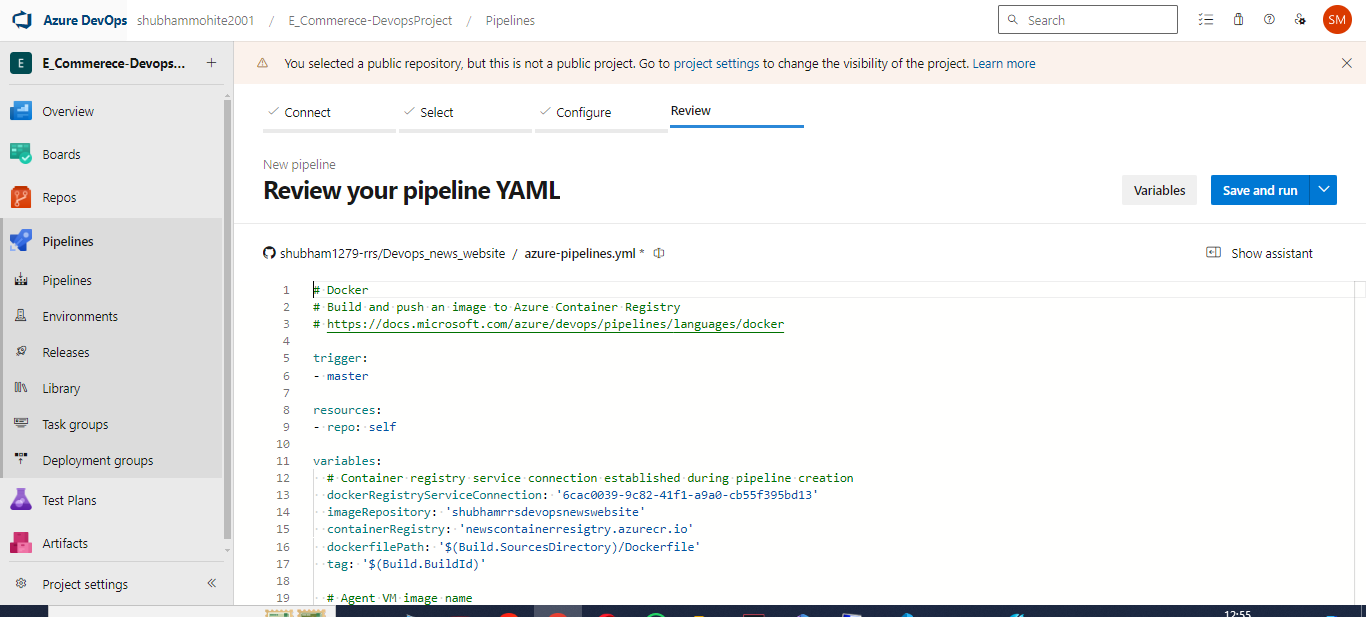 Azure DevOps shubhammohite2001 / E_Commerece-DevopsProject / Pipelines Search SM
E E_Commerece-Devops... +
You selected a public repository, but this is not a public project. Go to project settings to change the visibility of the project. Learn more
Overview
Boards
Repos
Pipelines
Pipelines
Environments
Releases
Library
Task groups
Deployment groups
Test Plans
Artifacts
Project settings
Connect Select Configure Review
New pipeline
Review your pipeline YAML
Variables Save and run
shubham1279-rrs/Devops_news_website / azure-pipelines.yml *
Show assistant
1 # Docker
2 # Build and push an image to Azure Container Registry
3 # https://docs.microsoft.com/azure/devops/pipelines/languages/docker
4
5 trigger:
6 - master
7
8 resources:
9 - repo: self
10
11 variables:
12 # Container registry service connection established during pipeline creation
13 dockerRegistryServiceConnection: '6cac0039-9c82-41f1-a9a0-cb55f395bd13'
14 imageRepository: 'shubhamrrsdevopsnewswebsite'
15 containerRegistry: 'newscontainerresigtry.azurecr.io'
16 dockerfilePath: '$(Build.SourcesDirectory)/Dockerfile'
17 tag: '$(Build.BuildId)'
18
19 # Agent VM image name
12:55